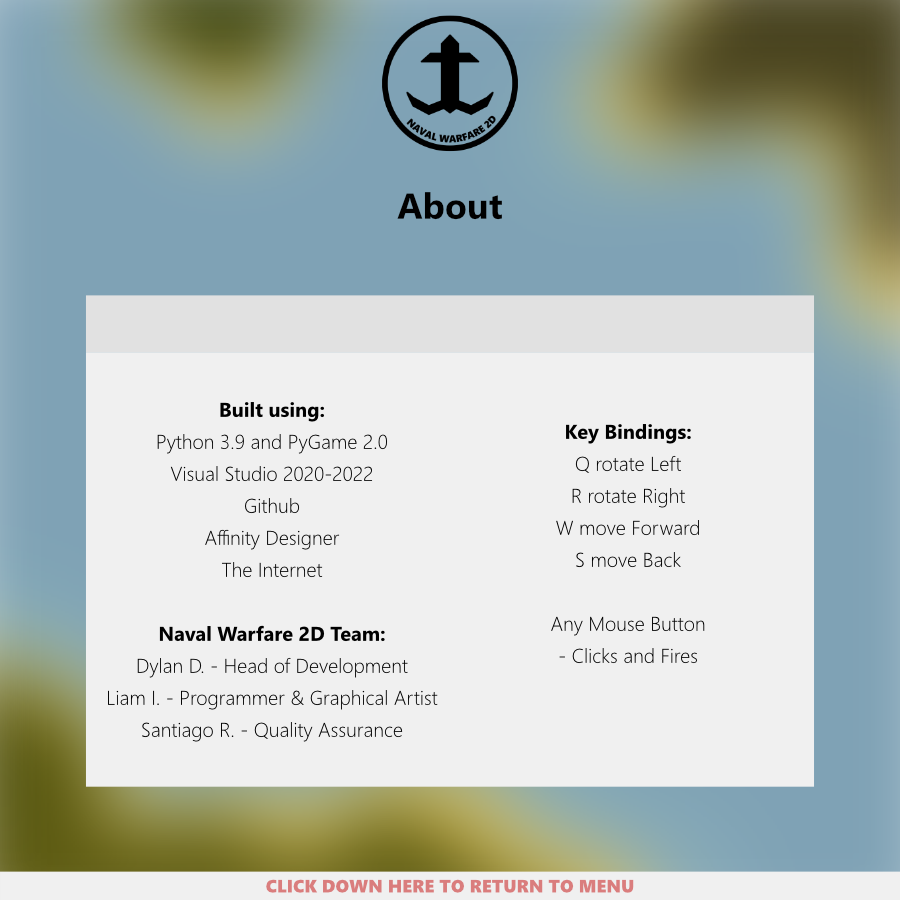 NAVAL WARFARE 2D
About
Built using:
Python 3.9 and PyGame 2.0
Visual Studio 2020-2022
Github
Affinity Designer
The Internet
Naval Warfare 2D Team:
Dylan D. - Head of Development
Liam I. - Programmer & Graphical Artist
Santiago R. - Quality Assurance
Key Bindings:
Q rotate Left
R rotate Right
W move Forward
S move Back
Any Mouse Button
- Clicks and Fires
CLICK DOWN HERE TO RETURN TO MENU